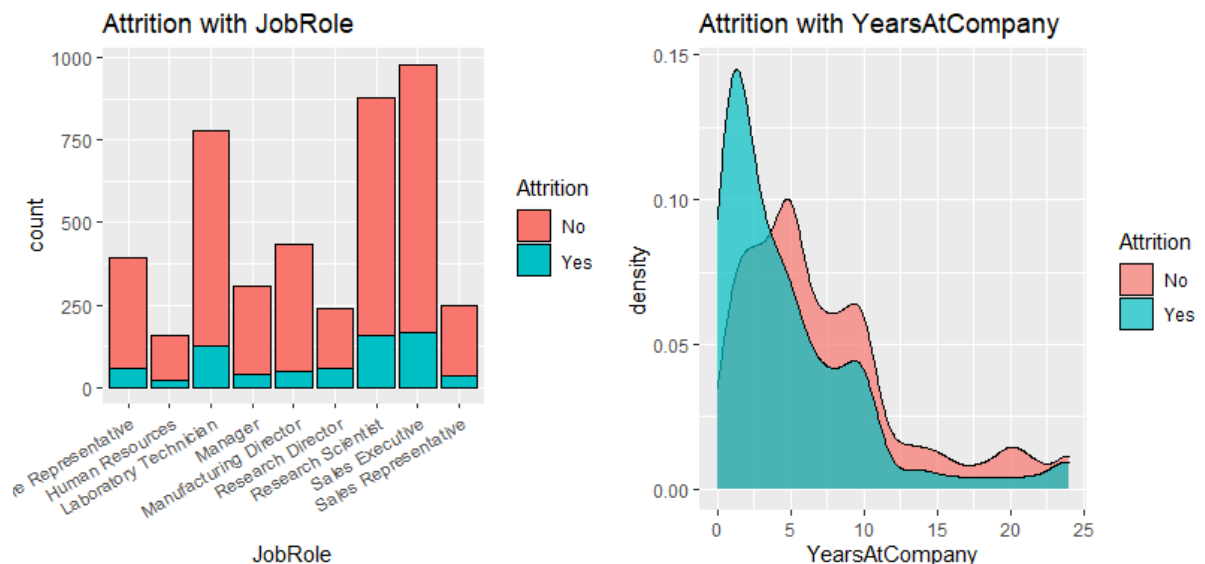 Attrition with JobRole
1000
750
500
250
0
count
e Representative
Human Resources
Laboratory Technician
Manager
Manufacturing Director
Research Director
Research Scientist
Sales Executive
Sales Representative
JobRole
Attrition
No
Yes
Attrition with YearsAtCompany
0.15
0.10
0.05
0.00
density
0
5
10
15
20
25
YearsAtCompany
Attrition
No
Yes